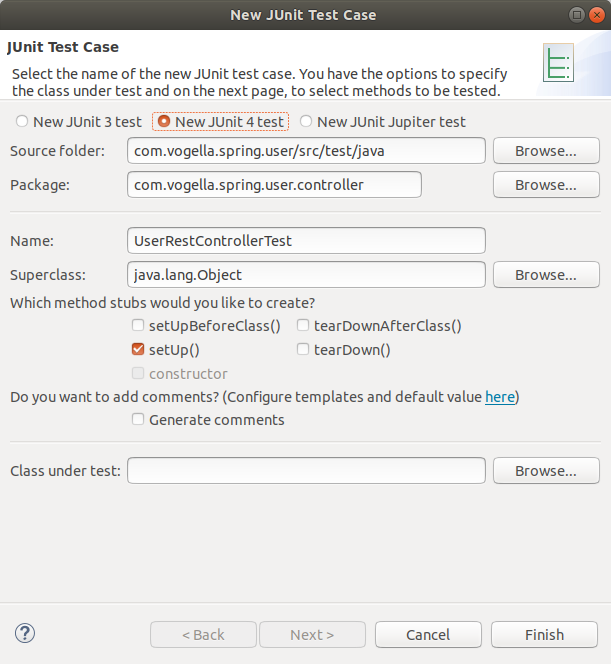 New JUnit Test Case
JUnit Test Case
Select the name of the new JUnit test case. You have the options to specify
the class under test and on the next page, to select methods to be tested.
New JUnit 3 test New JUnit 4 test New JUnit Jupiter test
Source folder: com.vogella.spring.user/src/test/java Browse...
Package: com.vogella.spring.user.controller Browse...
Name: UserRestControllerTest
Superclass: java.lang.Object Browse...
Which method stubs would you like to create?
setUpBeforeClass() tearDownAfterClass()
setUp() tearDown()
constructor
Do you want to add comments? (Configure templates and default value here)
Generate comments
Class under test: Browse...
? < Back Next > Cancel Finish